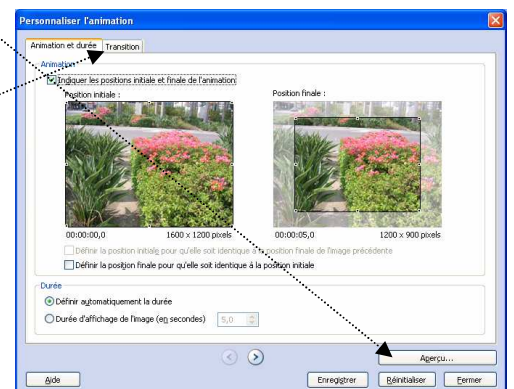 Personnaliser l'animation
Animation et durée Transition
Animation
Indiquer les positions initiale et finale de l'animation
Position initiale : Position finale :
00:00:00,0 1600 x 1200 pixels 00:00:05,0 1200 x 900 pixels
Définir la position initiale pour qu'elle soit identique à la position finale de l'image précédente
Définir la position finale pour qu'elle soit identique à la position initiale
Durée
Définir automatiquement la durée
Durée d'affichage de l'image (en secondes) 5,0
Aperçu...
Aide Enregistrer Réinitialiser Fermer